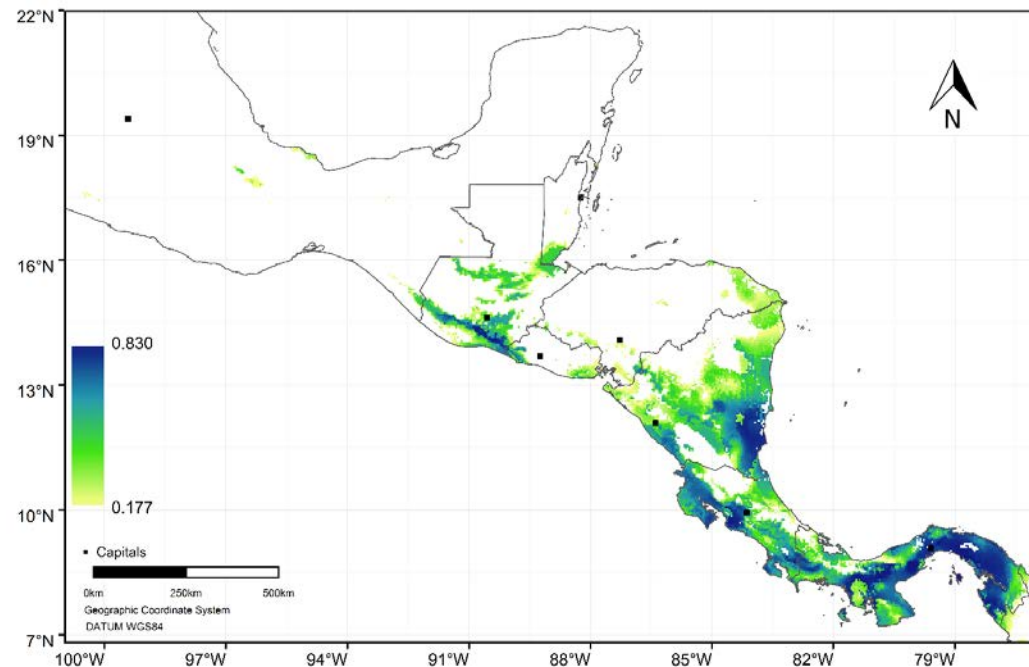 22°N
19°N
16°N
13°N
10°N
7°N
N
0.830
0.177
Capitals
0km 250km 500km
Geographic Coordinate System
DATUM WGS84
100°W 97°W 94°W 91°W 88°W 85°W 82°W 79°W